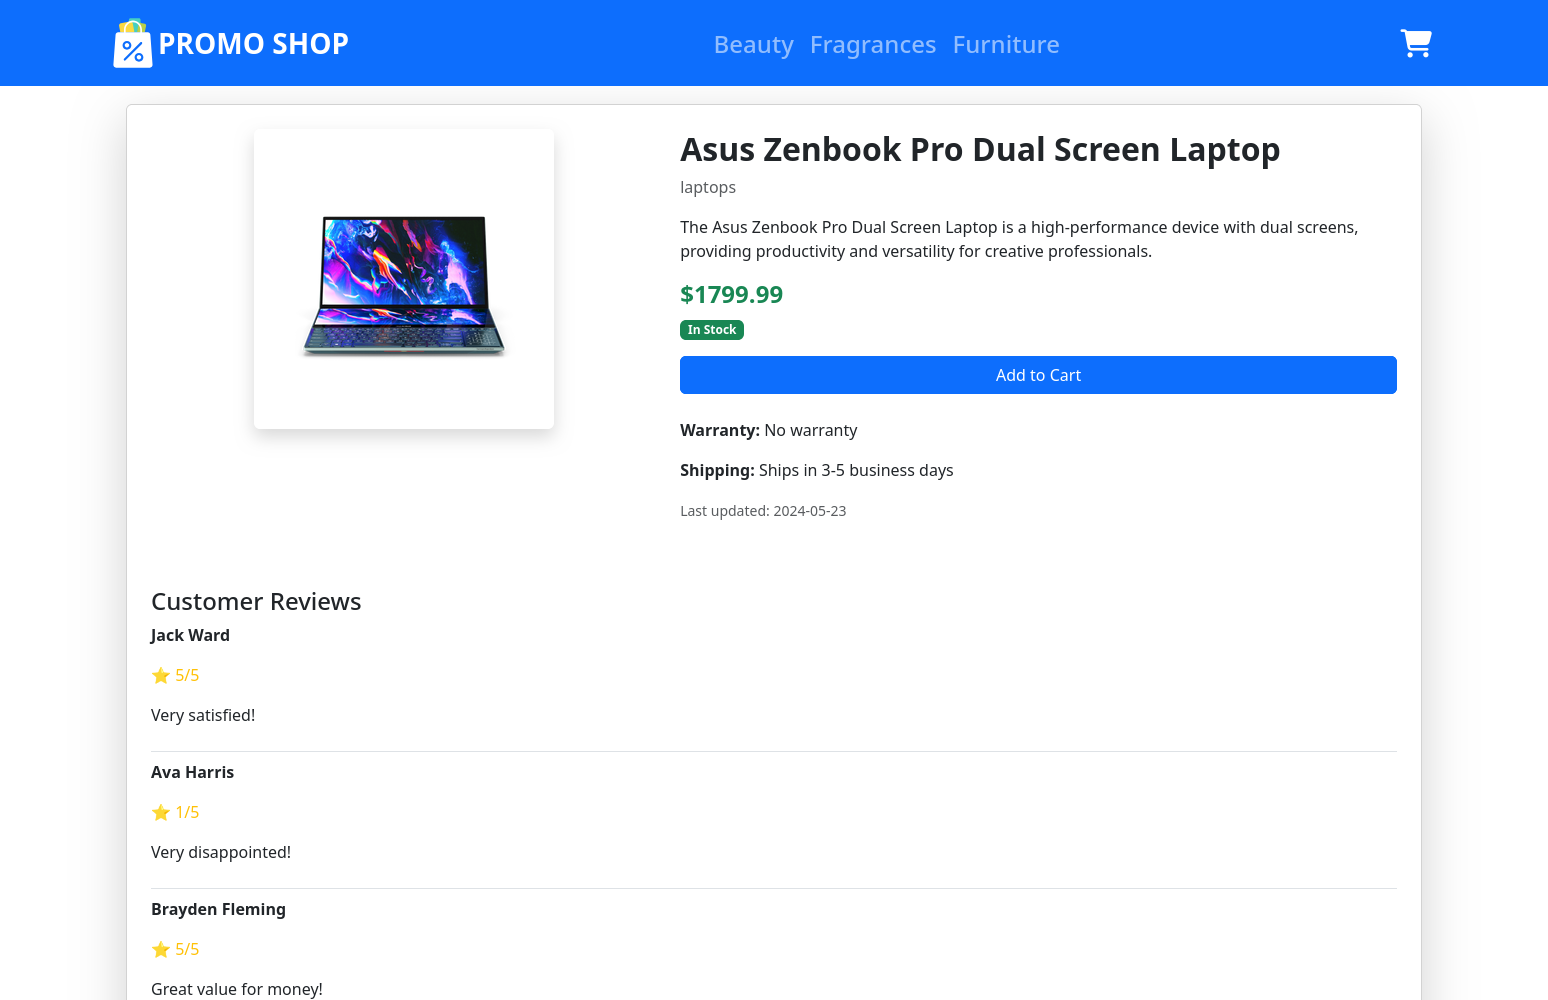 PROMO SHOP
Beauty Fragrances Furniture
Asus Zenbook Pro Dual Screen Laptop
laptops
The Asus Zenbook Pro Dual Screen Laptop is a high-performance device with dual screens,
providing productivity and versatility for creative professionals.
$1799.99
In Stock
Add to Cart
Warranty: No warranty
Shipping: Ships in 3-5 business days
Last updated: 2024-05-23
Customer Reviews
Jack Ward
⭐ 5/5
Very satisfied!
Ava Harris
⭐ 1/5
Very disappointed!
Brayden Fleming
⭐ 5/5
Great value for money!